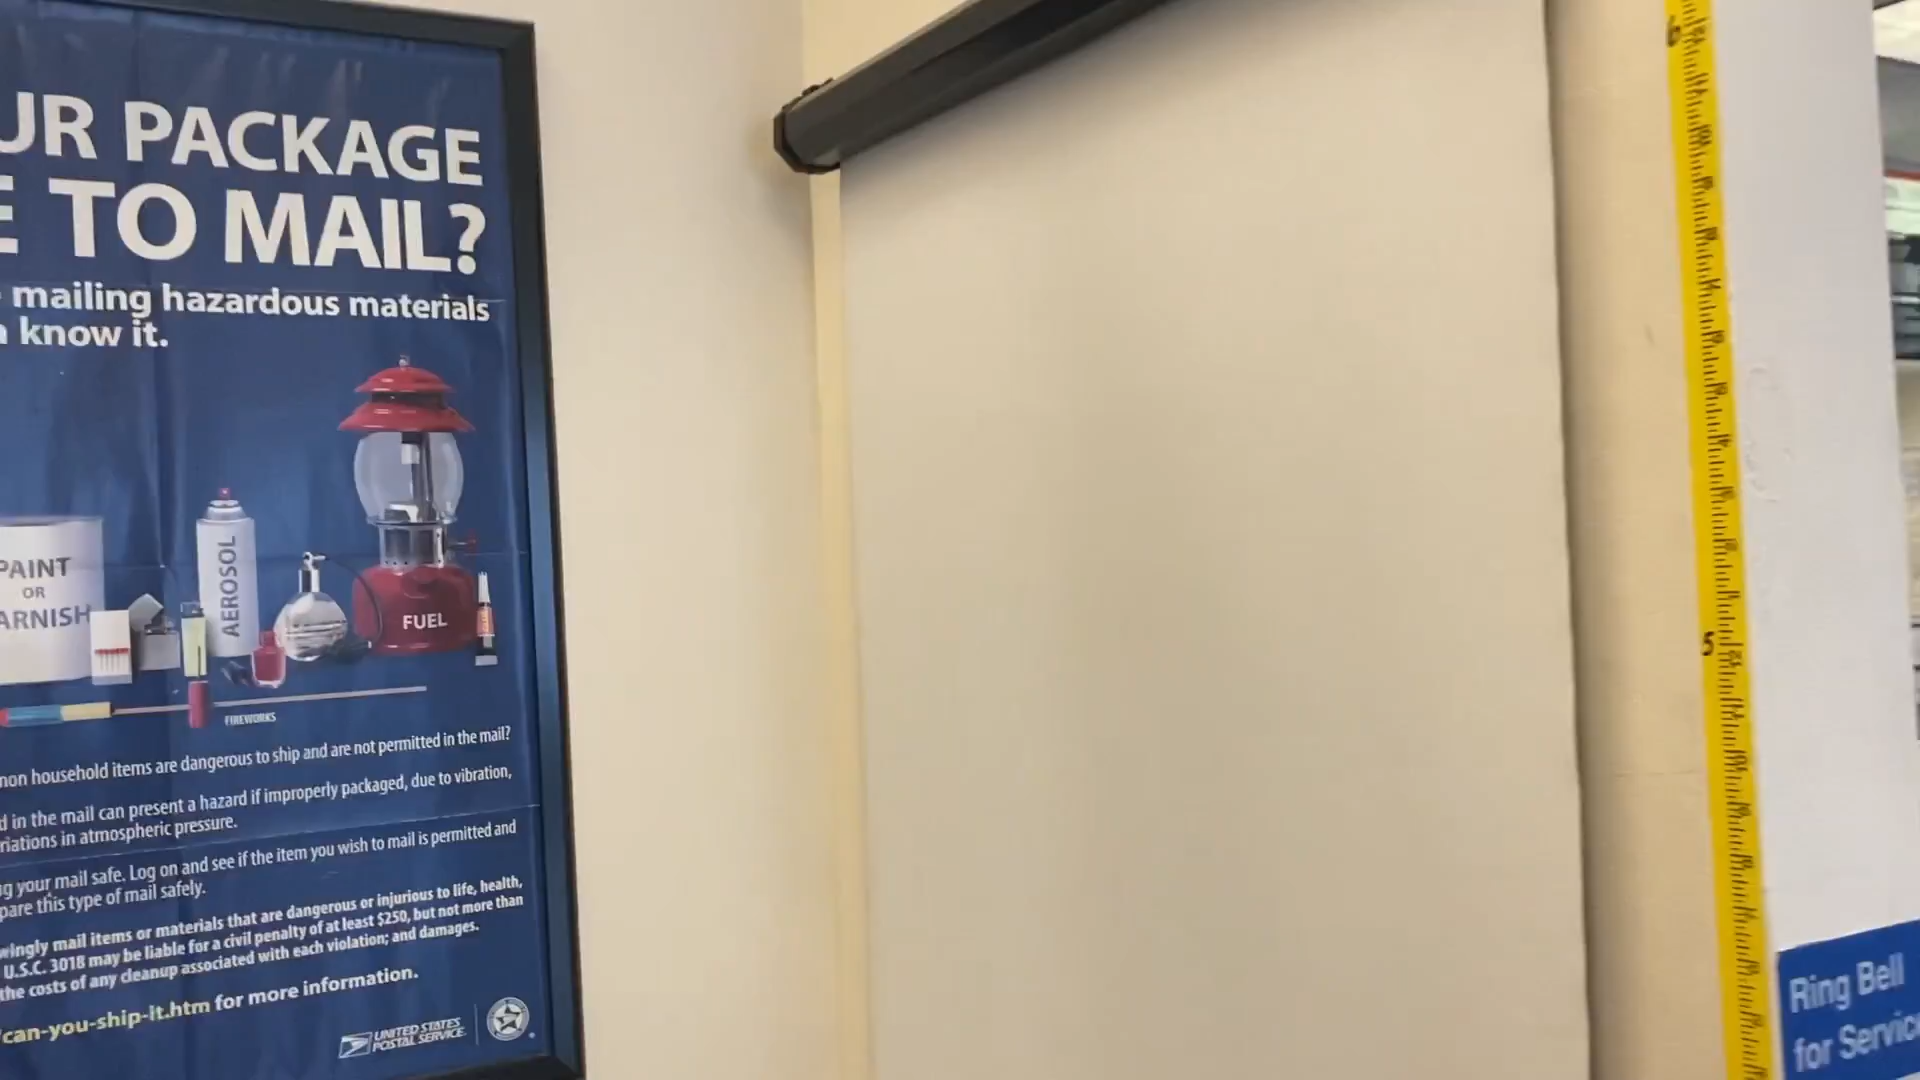 UR PACKAGE
E TO MAIL?
mailing hazardous materials
know it.
PAINT
OR
ARNISH
AEROSOL
FUEL
FIREWORKS
non household items are dangerous to ship and are not permitted in the mail?
d in the mail can present a hazard if improperly packaged, due to vibration,
riations in atmospheric pressure.
g your mail safe. Log on and see if the item you wish to mail is permitted and
pare this type of mail safely.
wingly mail items or materials that are dangerous or injurious to life, health,
U.S.C. 3018 may be liable for a civil penalty of at least $250, but not more than
the costs of any cleanup associated with each violation; and damages.
can-you-ship-it.htm for more information.
UNITED STATES
POSTAL SERVICE
6
5
Ring Bell
for Servic